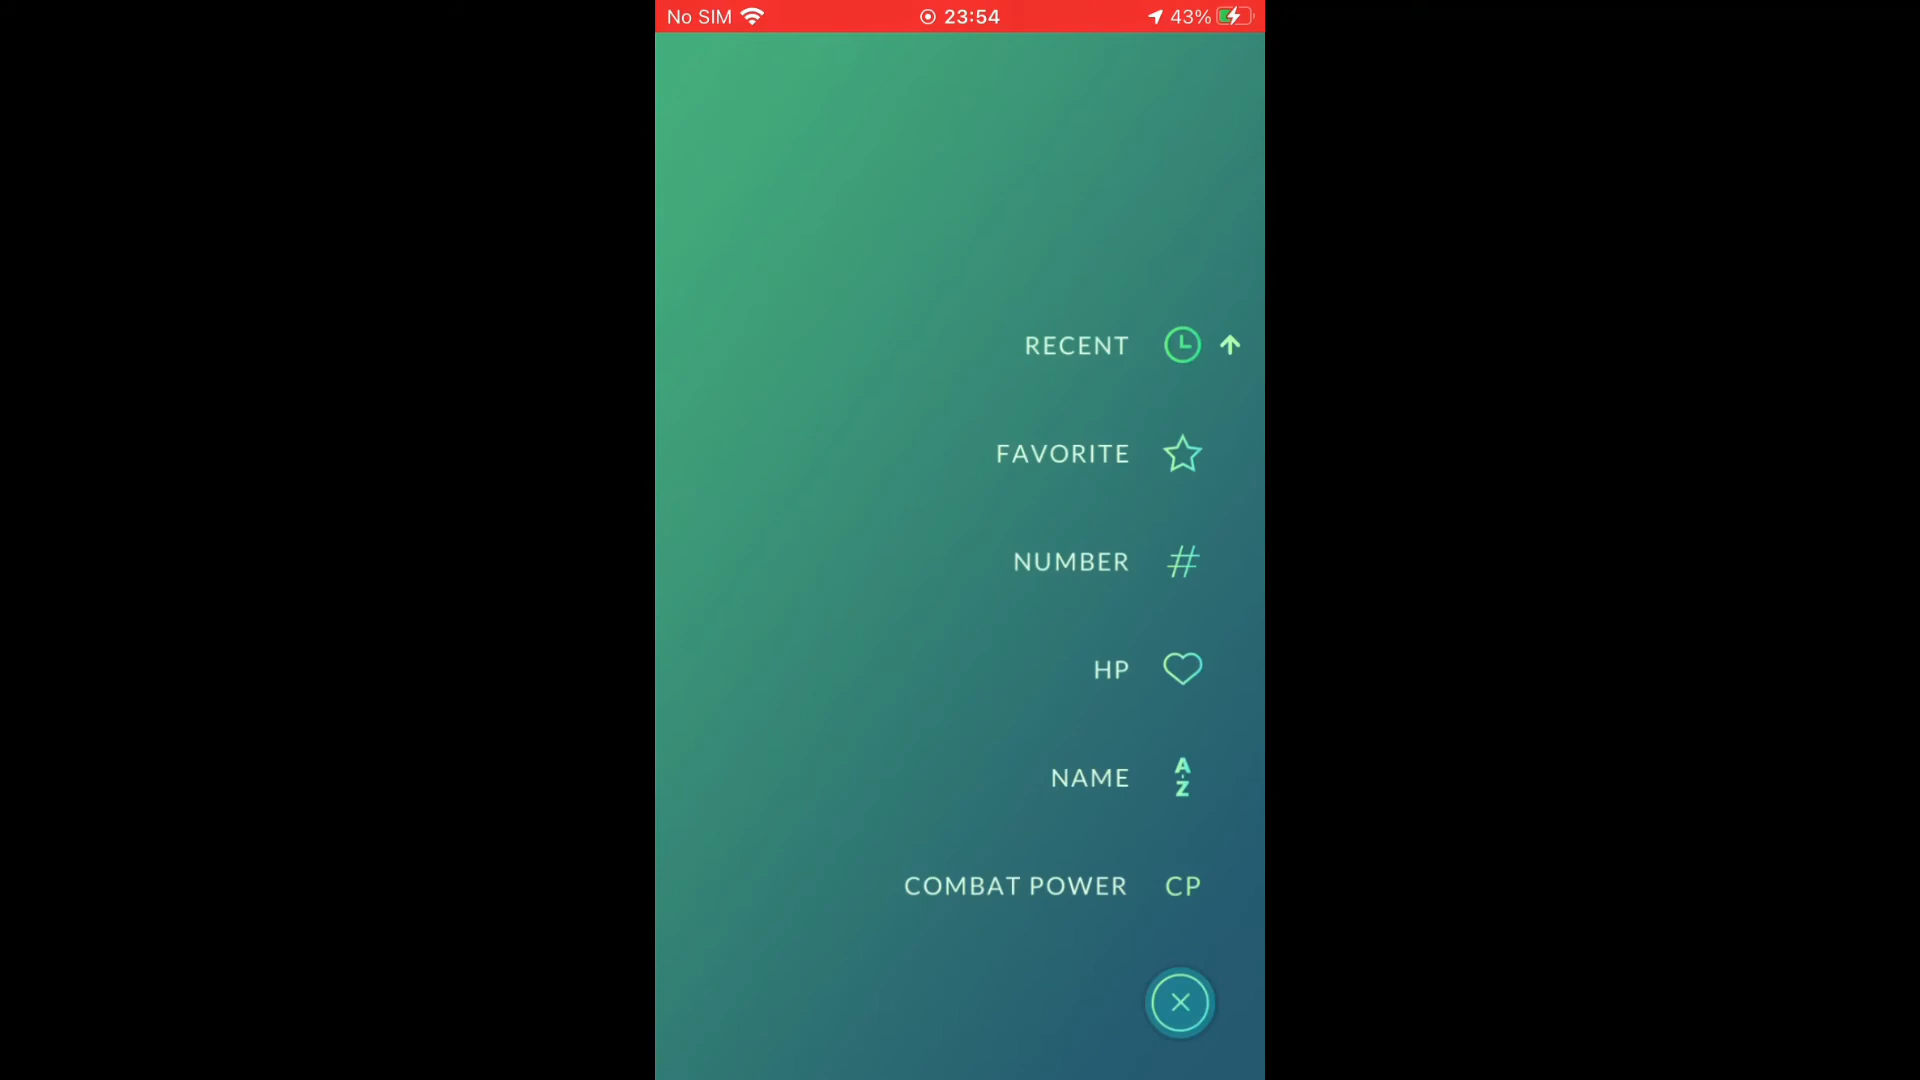 No SIM 23:54 43%
RECENT
FAVORITE
NUMBER #
HP
NAME A-Z
COMBAT POWER CP